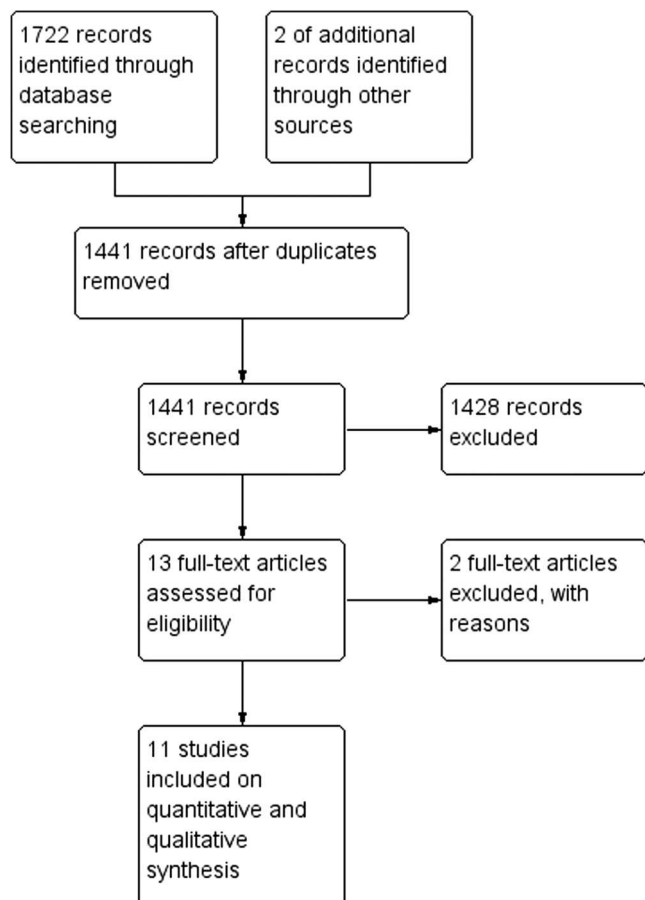 1722 records
identified through
database
searching
2 of additional
records identified
through other
sources
1441 records after duplicates
removed
1441 records
screened
1428 records
excluded
13 full-text articles
assessed for
eligibility
2 full-text articles
excluded, with
reasons
11 studies
included on
quantitative and
qualitative
synthesis